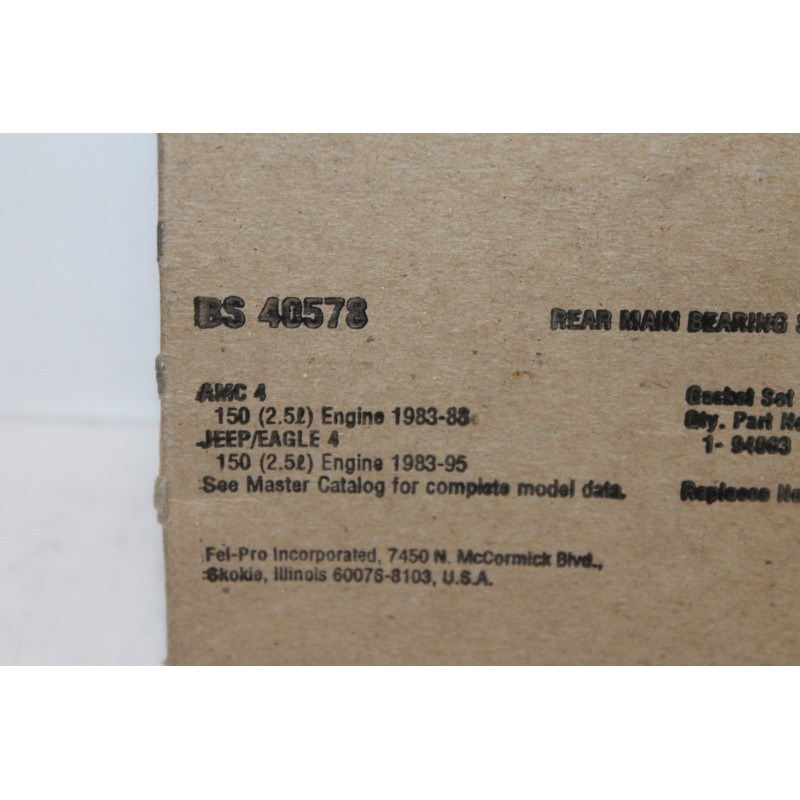 BS 40578
REAR MAIN BEARING
AMC 4
150 (2.5ℓ) Engine 1983-88
JEEP/EAGLE 4
150 (2.5ℓ) Engine 1983-95
See Master Catalog for complete model data.
Gasket Set
Qty. Part No
1-
Replaces No
Fel-Pro Incorporated, 7450 N. McCormick Blvd.,
Skokie, Illinois 60076-8103, U.S.A.